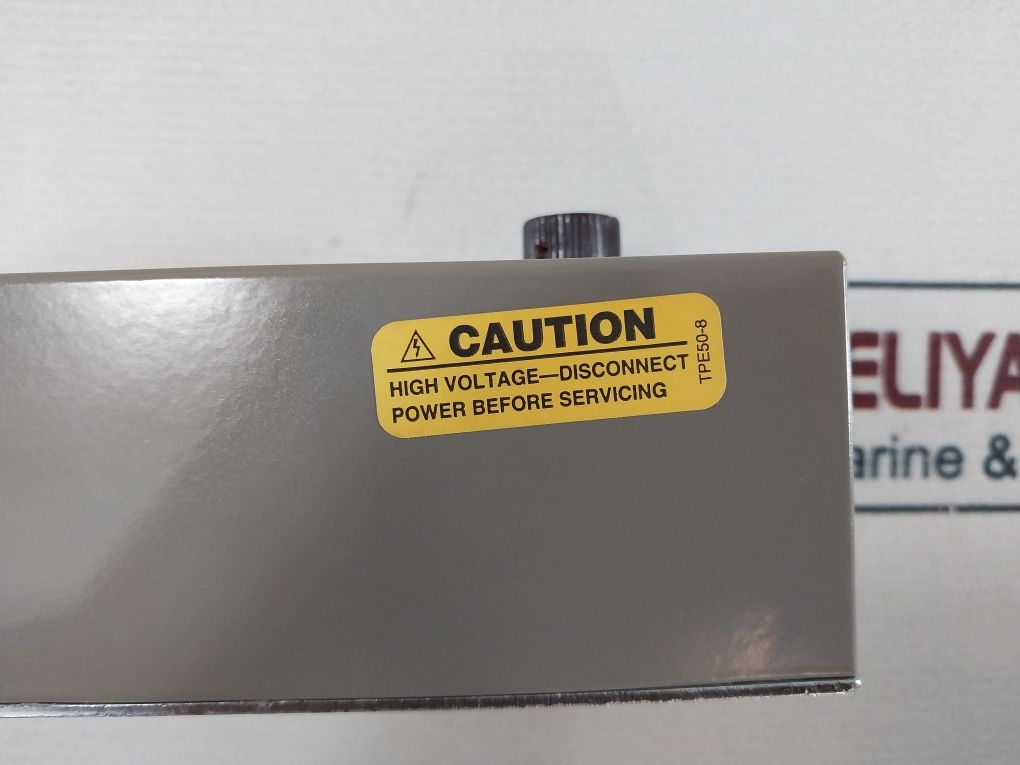 CAUTION
HIGH VOLTAGE—DISCONNECT
POWER BEFORE SERVICING
TPE50-8
ELIYA
arine &